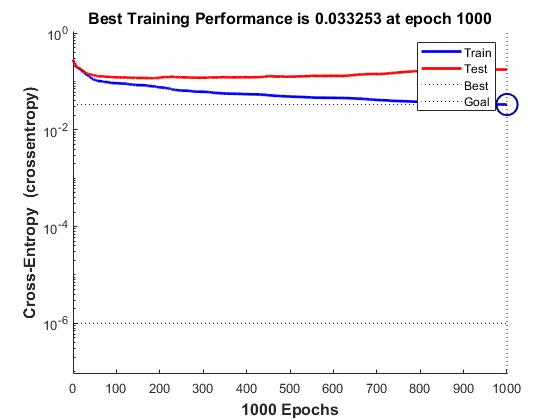 Best Training Performance is 0.033253 at epoch 1000
Cross-Entropy (crossentropy)
10^0
10^-2
10^-4
10^-6
Train
Test
Best
Goal
0 100 200 300 400 500 600 700 800 900 1000
1000 Epochs